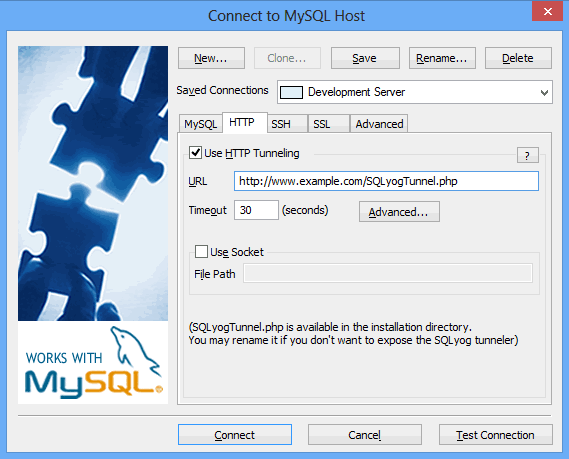 Connect to MySQL Host
New...
Clone...
Save
Rename...
Delete
Saved Connections
Development Server
MySQL
HTTP
SSH
SSL
Advanced
Use HTTP Tunneling
?
URL
http://www.example.com/SQLyogTunnel.php
Timeout
30
(seconds)
Advanced...
Use Socket
File Path
(SQLyogTunnel.php is available in the installation directory.
You may rename it if you don't want to expose the SQLyog tunneler)
WORKS WITH
MySQL®
Connect
Cancel
Test Connection